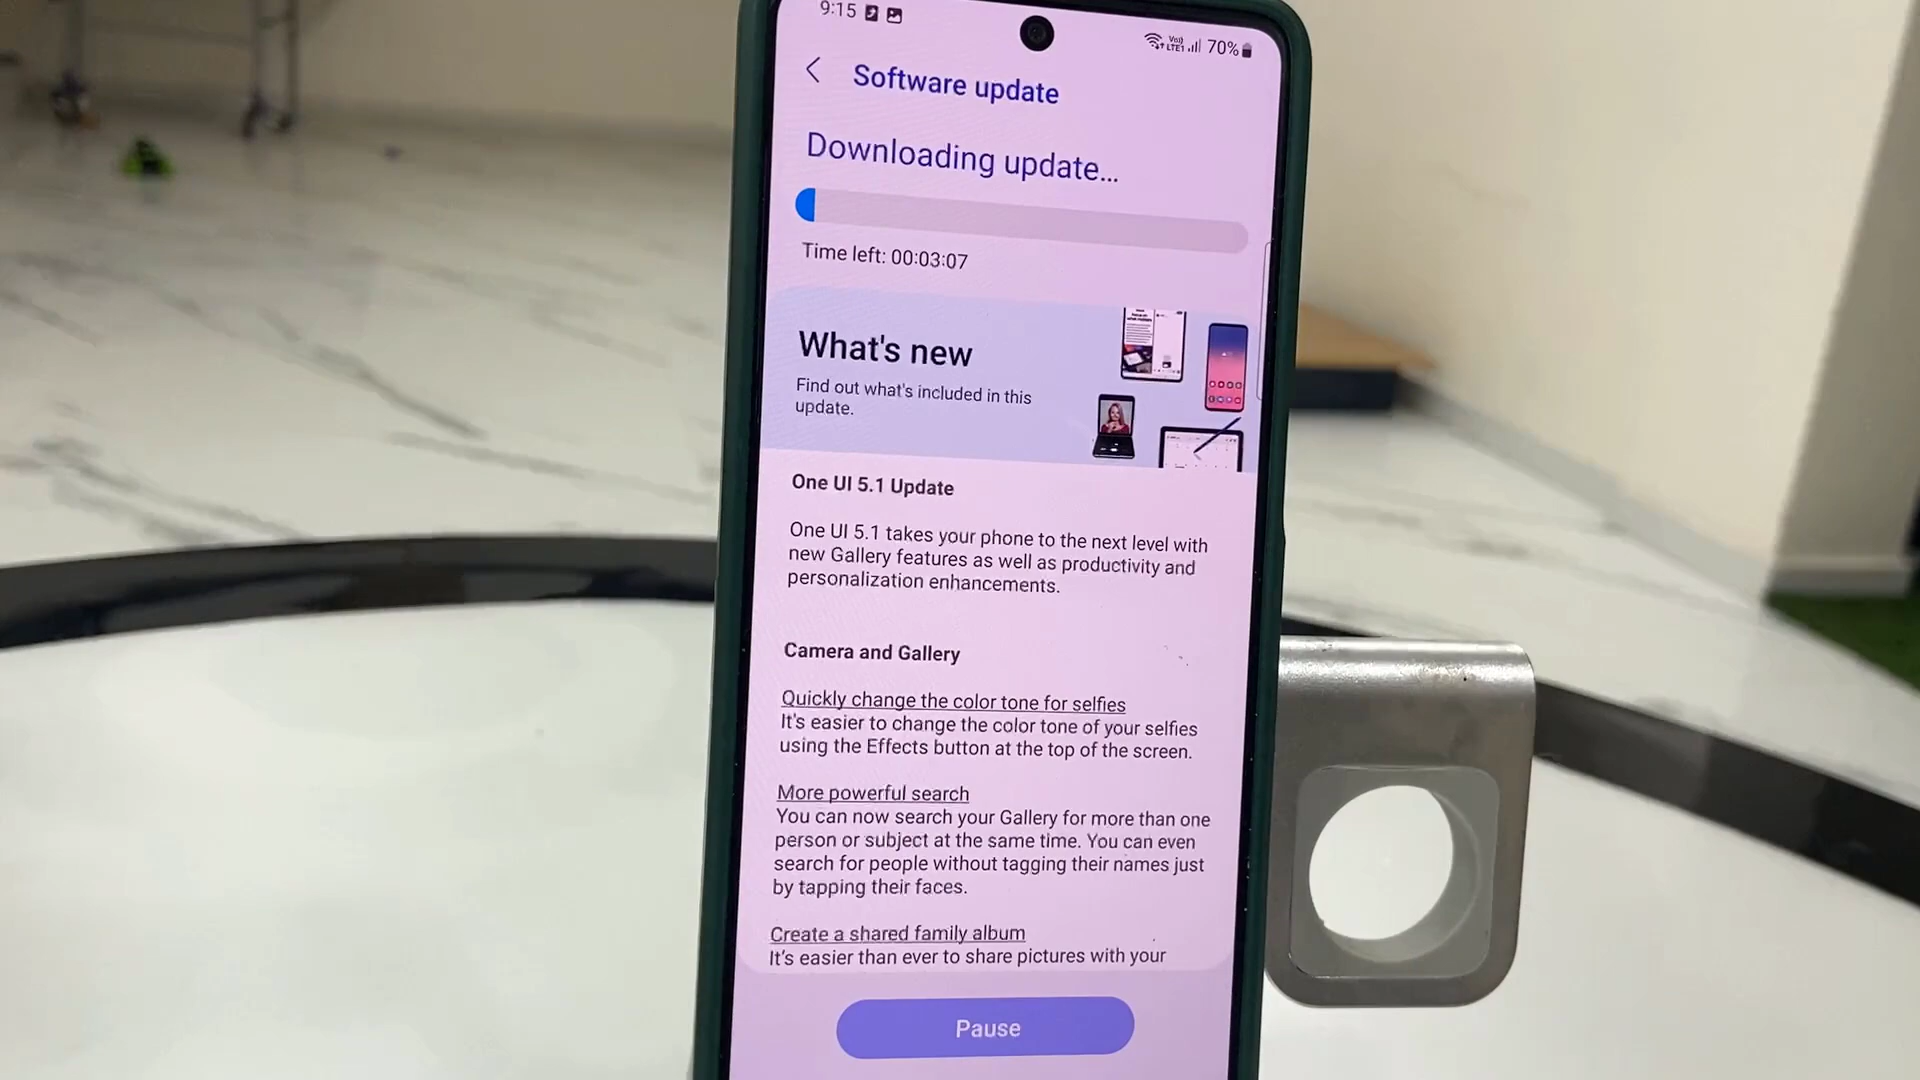 9:15
Vo))
LTE1
70%
Software update
Downloading update...
Time left: 00:03:07
What's new
Find out what's included in this
update.
One UI 5.1 Update
One UI 5.1 takes your phone to the next level with
new Gallery features as well as productivity and
personalization enhancements.
Camera and Gallery
Quickly change the color tone for selfies
It's easier to change the color tone of your selfies
using the Effects button at the top of the screen.
More powerful search
You can now search your Gallery for more than one
person or subject at the same time. You can even
search for people without tagging their names just
by tapping their faces.
Create a shared family album
It's easier than ever to share pictures with your
Pause